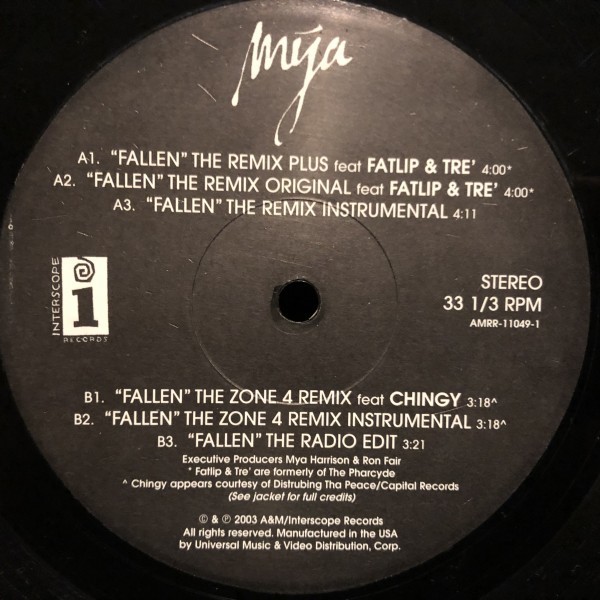 Mýa
A1. "FALLEN" THE REMIX PLUS feat FATLIP & TRE' 4:00*
A2. "FALLEN" THE REMIX ORIGINAL feat FATLIP & TRE' 4:00*
A3. "FALLEN" THE REMIX INSTRUMENTAL 4:11
INTERSCOPE
i
RECORDS
STEREO
33 1/3 RPM
AMRR-11049-1
B1. "FALLEN" THE ZONE 4 REMIX feat CHINGY 3:18^
B2. "FALLEN" THE ZONE 4 REMIX INSTRUMENTAL 3:18^
B3. "FALLEN" THE RADIO EDIT 3:21
Executive Producers Mya Harrison & Ron Fair
* Fatlip & Tre' are formerly of The Pharcyde
^ Chingy appears courtesy of Distrubing Tha Peace/Capital Records
(See jacket for full credits)
© & ℗ 2003 A&M/Interscope Records
All rights reserved. Manufactured in the USA
by Universal Music & Video Distribution, Corp.